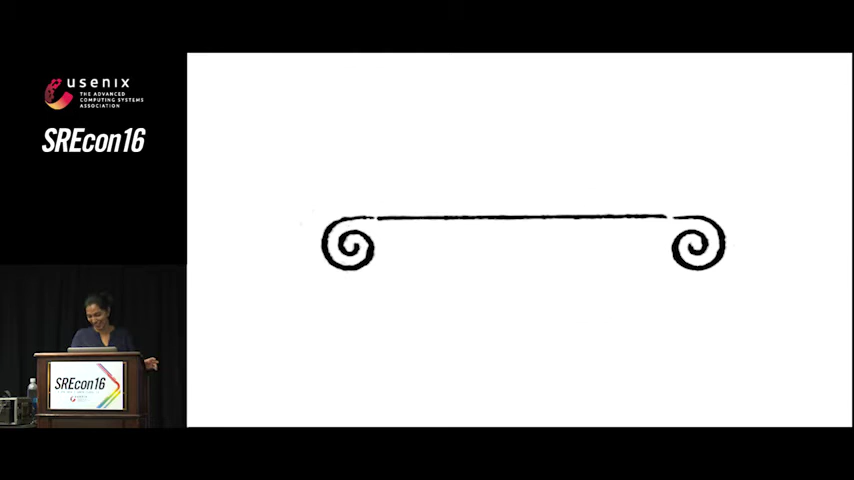 usenix
THE ADVANCED
COMPUTING SYSTEMS
ASSOCIATION
SREcon16
SREcon16